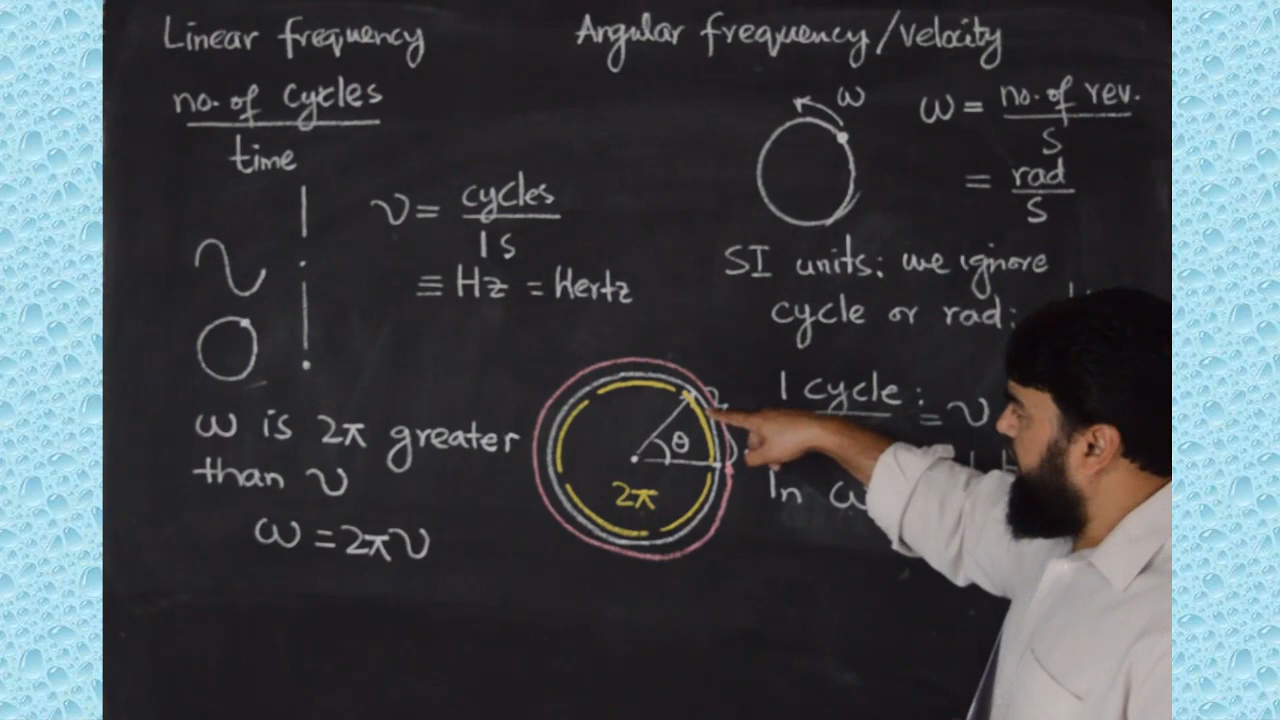 Linear frequency
no. of cycles
time
ν = cycles
1 s
≡ Hz = Hertz
ω is 2π greater
than ν
ω = 2πν
θ
2π
Angular frequency/velocity
ω
ω = no. of rev.
s
= rad
s
SI units: we ignore
cycle or rad:
1 cycle : = ν
In ω